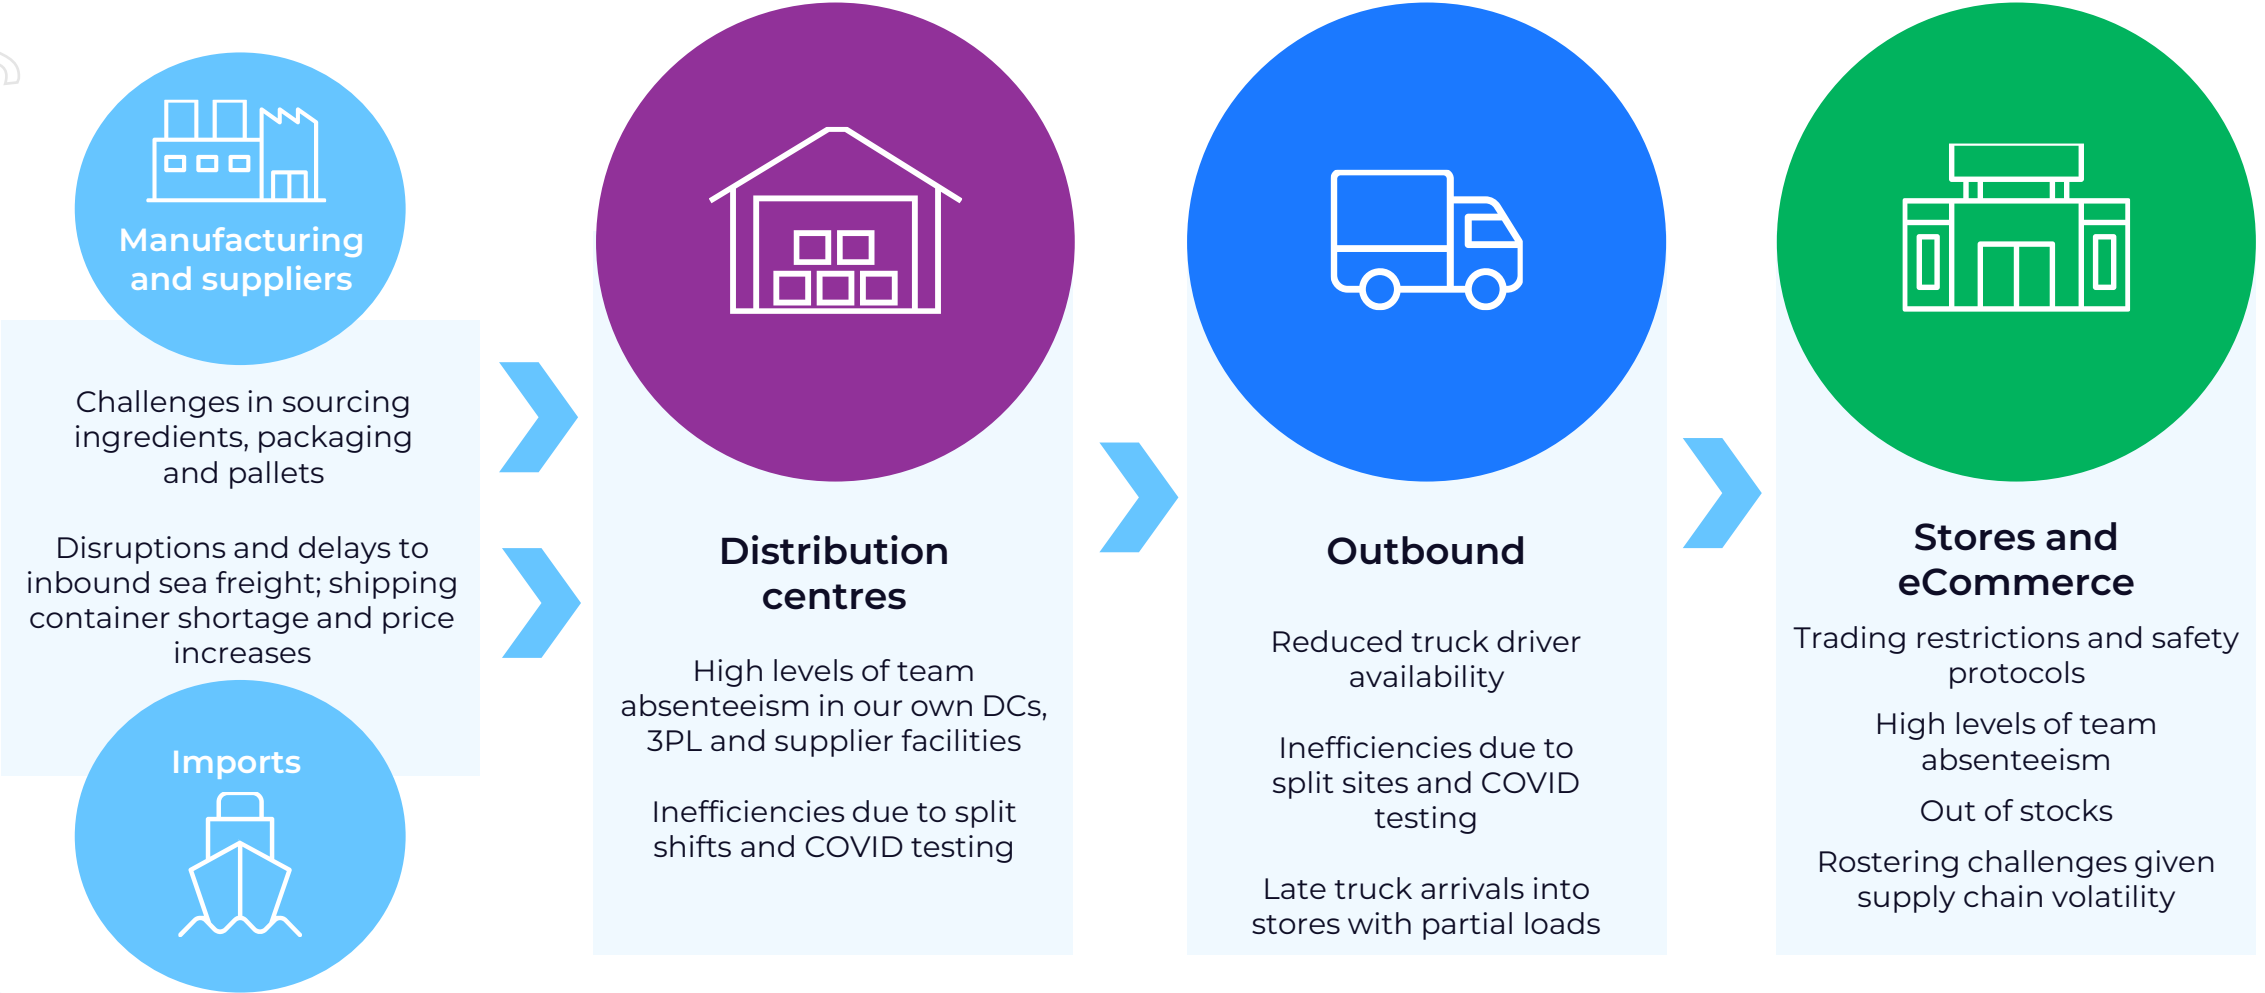 Manufacturing
and suppliers
Challenges in sourcing
ingredients, packaging
and pallets
Disruptions and delays to
inbound sea freight; shipping
container shortage and price
increases
Imports
Distribution
centres
High levels of team
absenteeism in our own DCs,
3PL and supplier facilities
Inefficiencies due to split
shifts and COVID testing
Outbound
Reduced truck driver
availability
Inefficiencies due to
split sites and COVID
testing
Late truck arrivals into
stores with partial loads
Stores and
eCommerce
Trading restrictions and safety
protocols
High levels of team
absenteeism
Out of stocks
Rostering challenges given
supply chain volatility